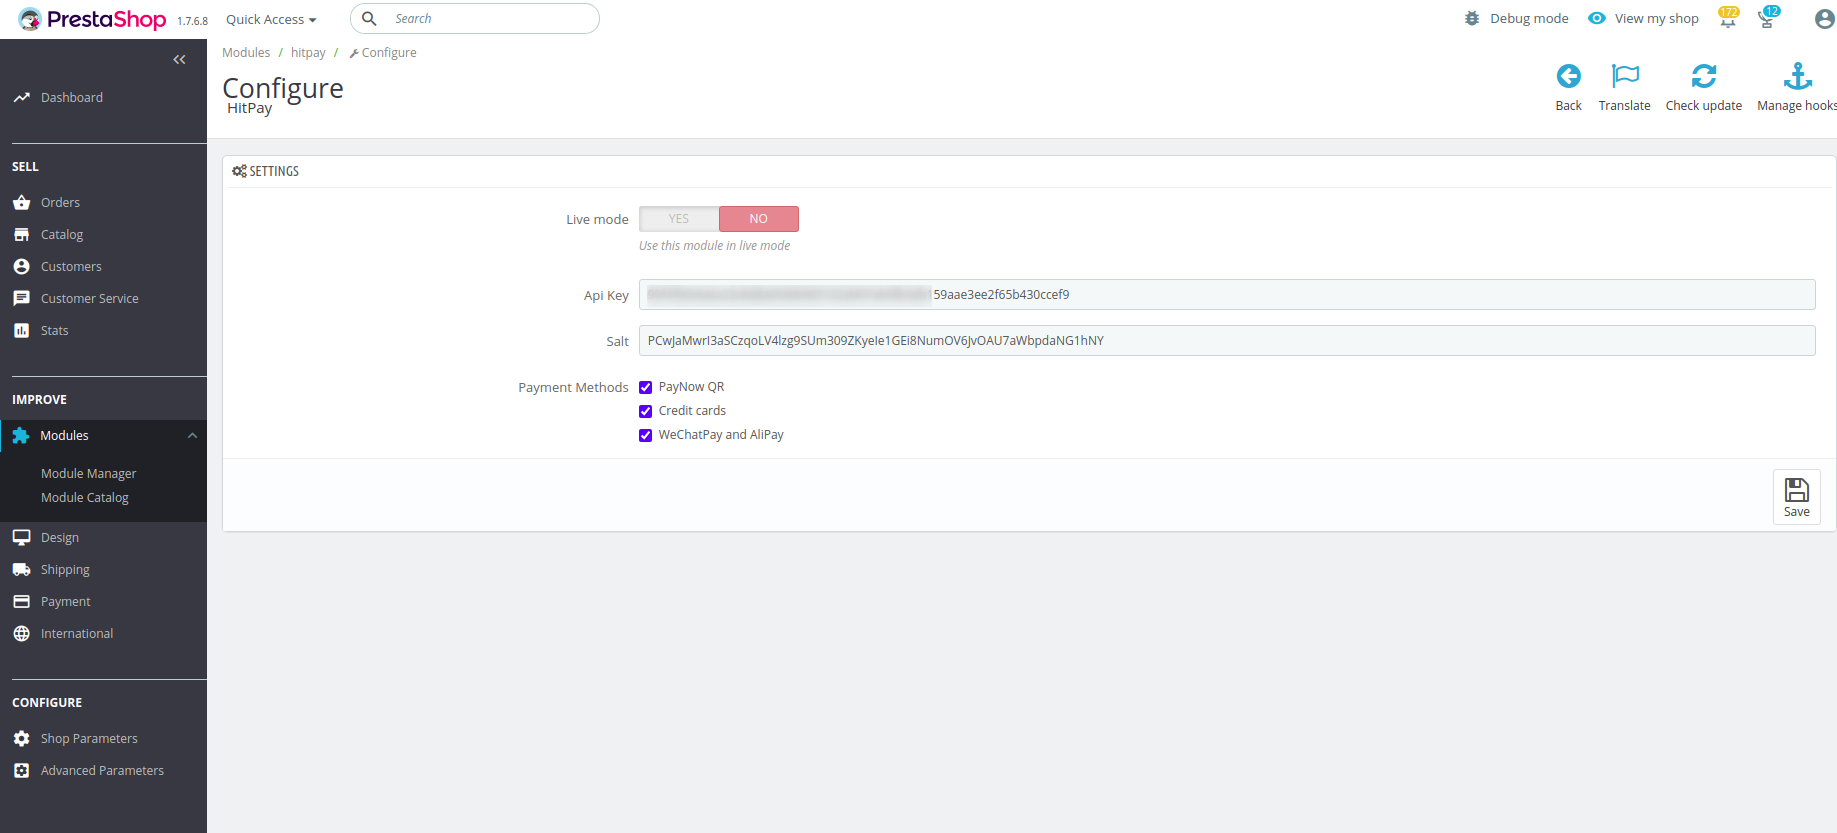 PrestaShop 1.7.6.8 Quick Access Search Debug mode View my shop 172 12
Modules / hitpay / Configure
Configure
HitPay
Back Translate Check update Manage hooks
Dashboard
SELL
Orders
Catalog
Customers
Customer Service
Stats
IMPROVE
Modules
Module Manager
Module Catalog
Design
Shipping
Payment
International
CONFIGURE
Shop Parameters
Advanced Parameters
SETTINGS
Live mode YES NO
Use this module in live mode
Api Key 59aae3ee2f65b430ccef9
Salt PCwJaMwrI3aSCzqoLV4lzg9SUm309ZKyeIe1GEi8NumOV6JvOAU7aWbpdaNG1hNY
Payment Methods PayNow QR
Credit cards
WeChatPay and AliPay
Save